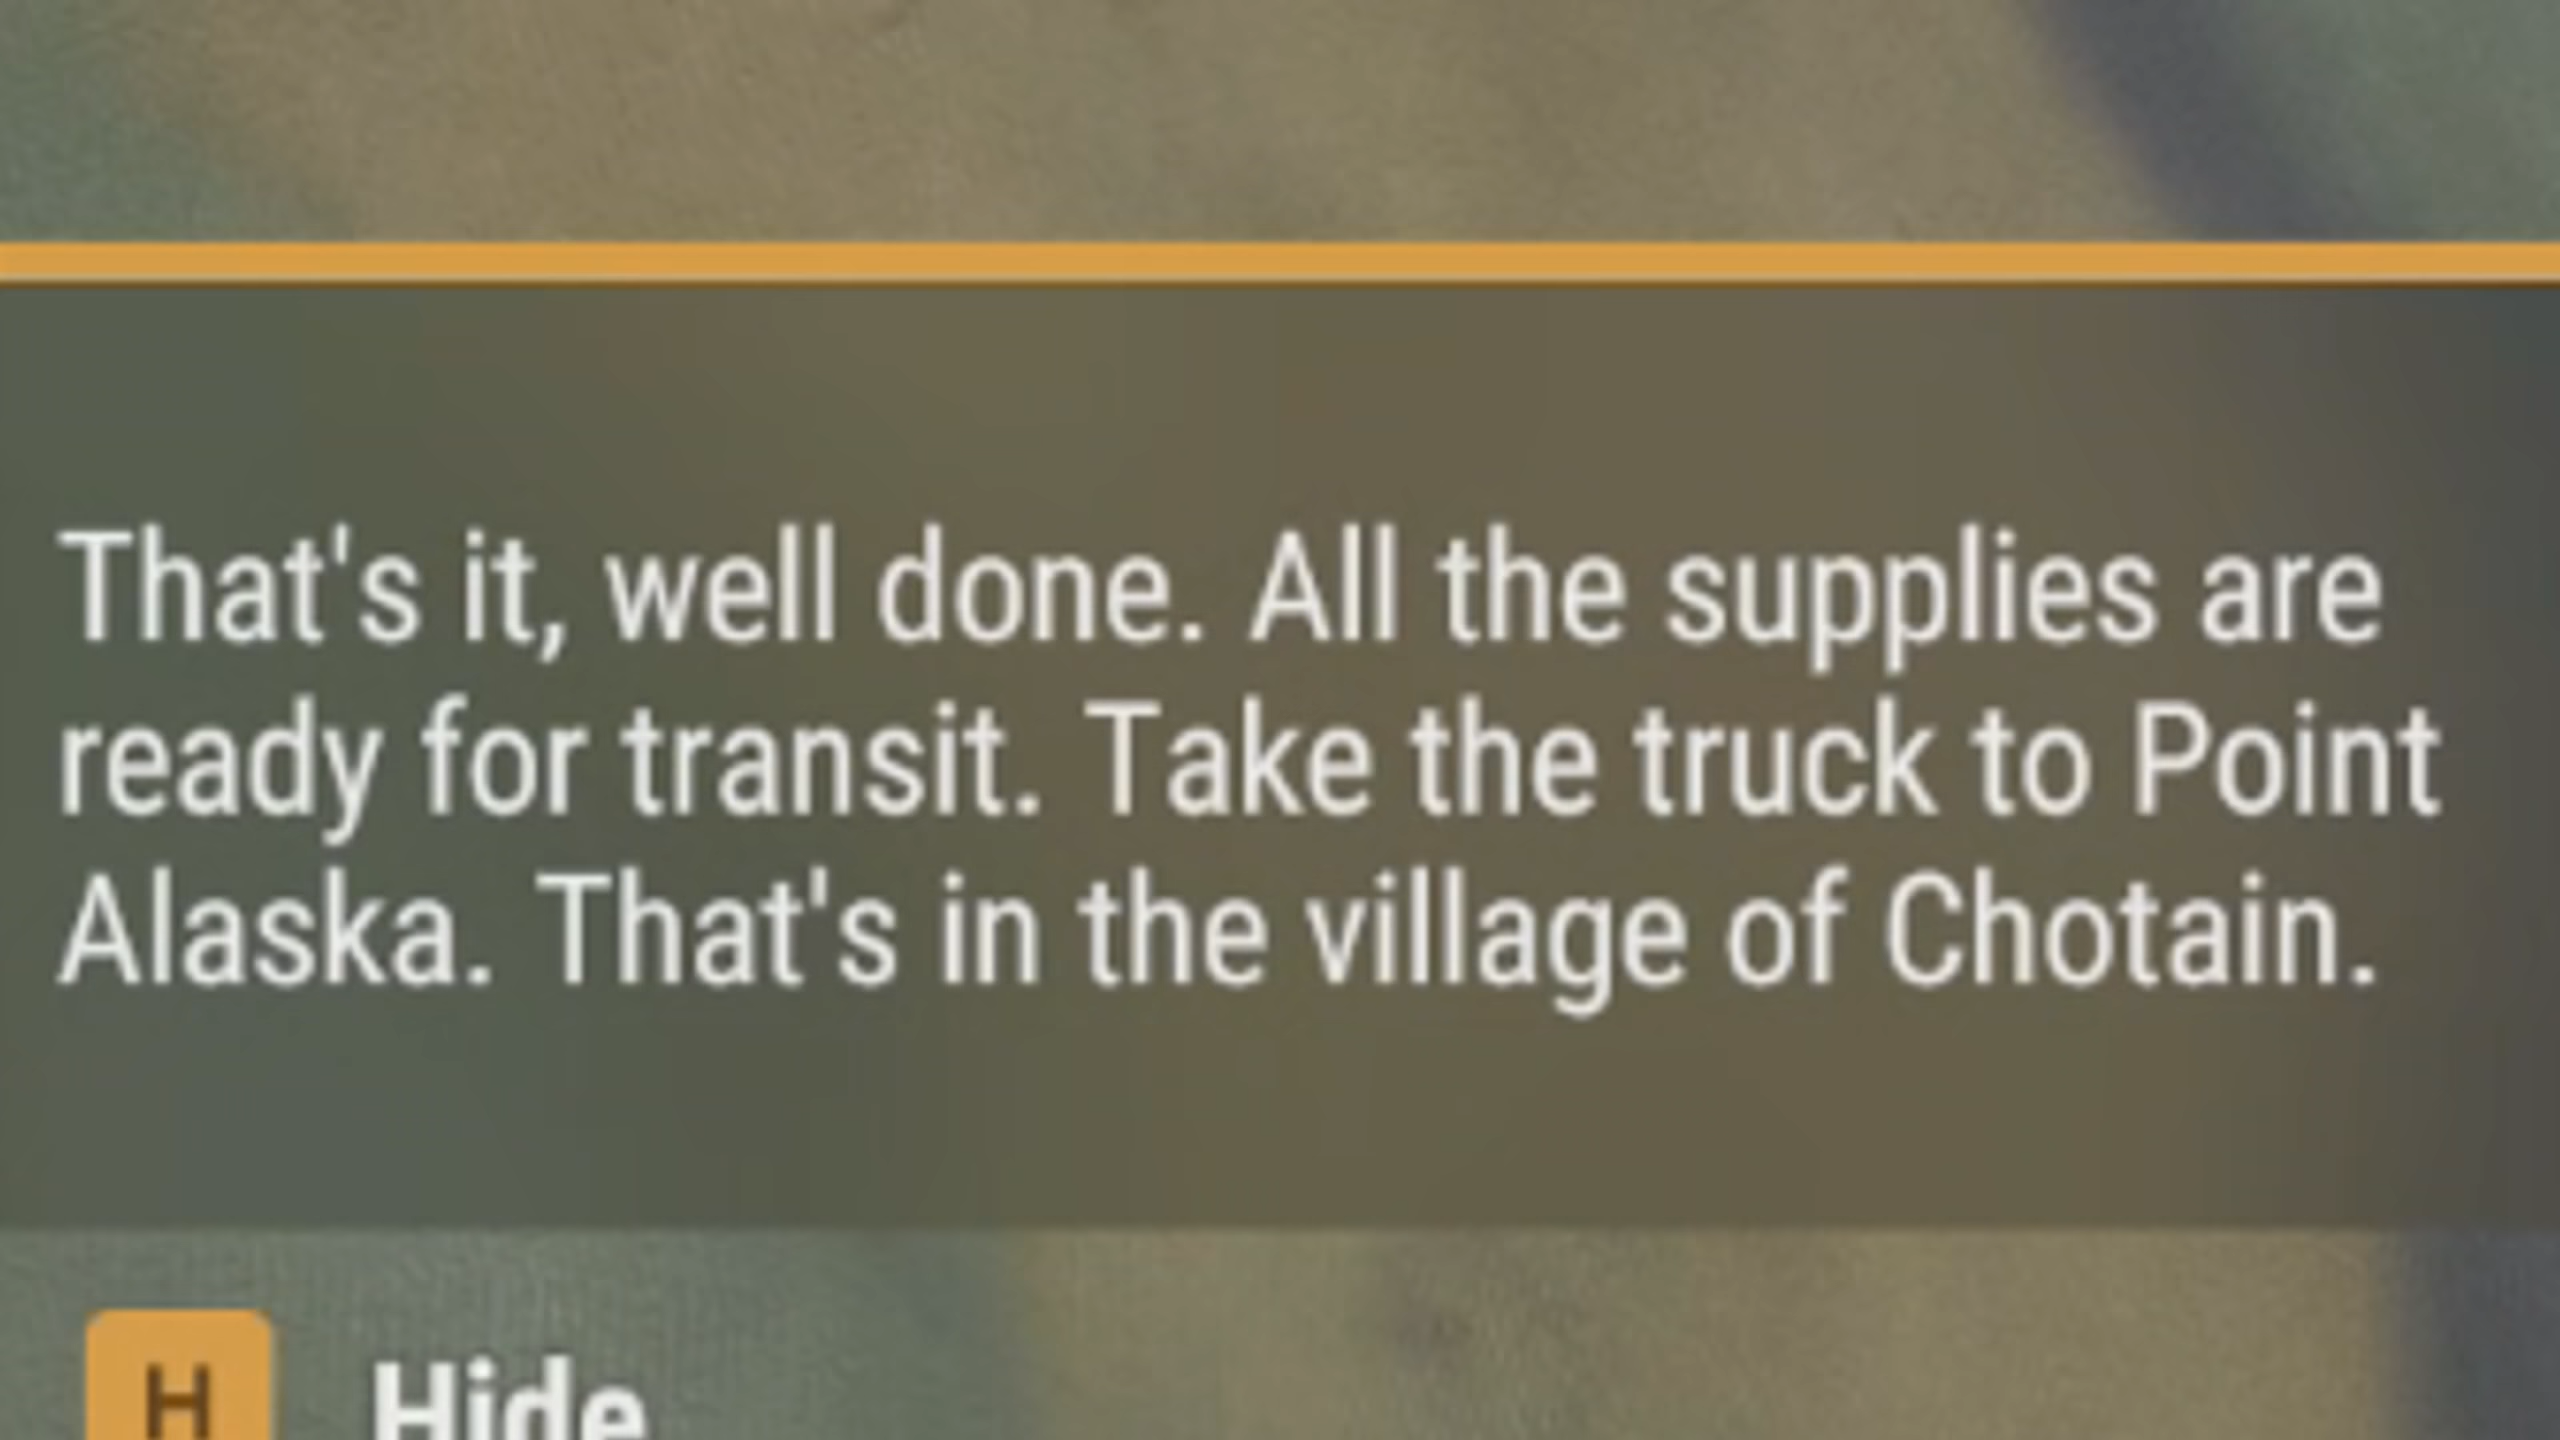 That's it, well done. All the supplies are
ready for transit. Take the truck to Point
Alaska. That's in the village of Chotain.
H Hide